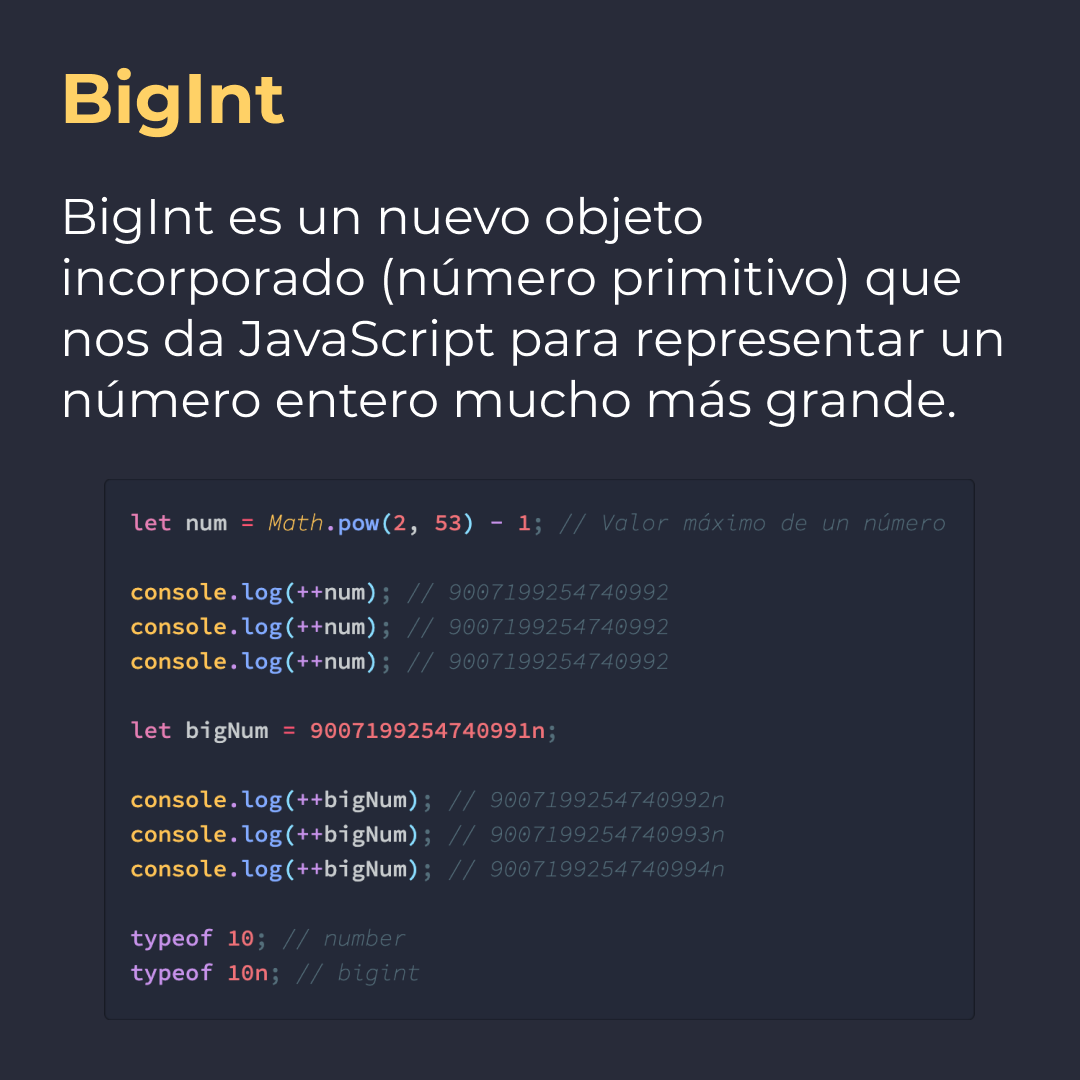 BigInt
BigInt es un nuevo objeto
incorporado (número primitivo) que
nos da JavaScript para representar un
número entero mucho más grande.
let num = Math.pow(2, 53) - 1; // Valor máximo de un número
console.log(++num); // 9007199254740992
console.log(++num); // 9007199254740992
console.log(++num); // 9007199254740992
let bigNum = 9007199254740991n;
console.log(++bigNum); // 9007199254740992n
console.log(++bigNum); // 9007199254740993n
console.log(++bigNum); // 9007199254740994n
typeof 10; // number
typeof 10n; // bigint